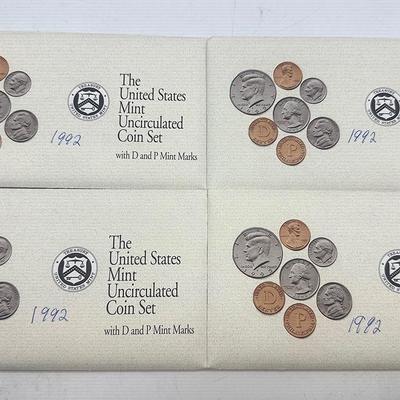 The
United States
Mint
Uncirculated
Coin Set
with D and P Mint Marks
1992
D
P
1992
The
United States
Mint
Uncirculated
Coin Set
with D and P Mint Marks
1992
D
P
1992